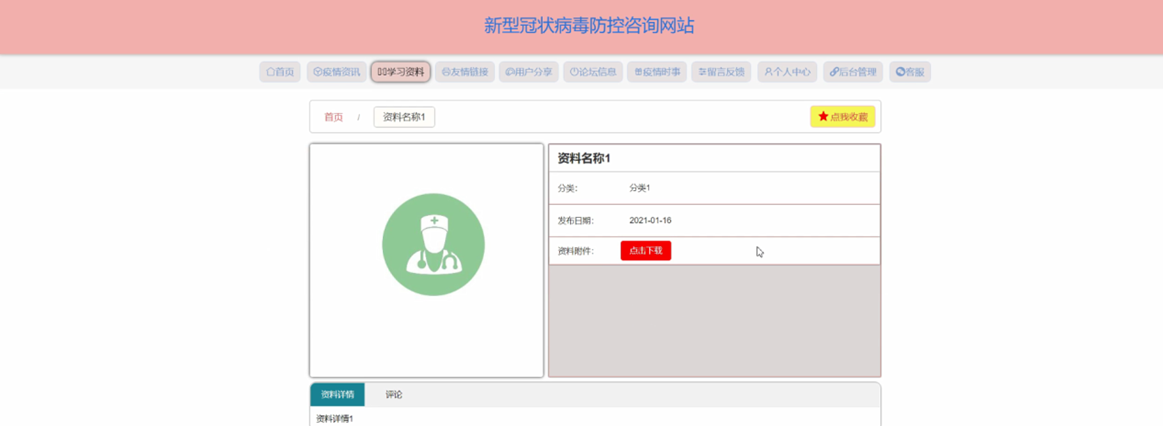 新型冠状病毒防控咨询网站
首页 疫情资讯 学习资料 友情链接 用户分享 论坛信息 疫情时事 留言反馈 个人中心 后台管理 客服
首页 / 资料名称1 点我收藏
资料名称1
分类: 分类1
发布日期: 2021-01-16
资料附件: 点击下载
资料详情 评论
资料详情1